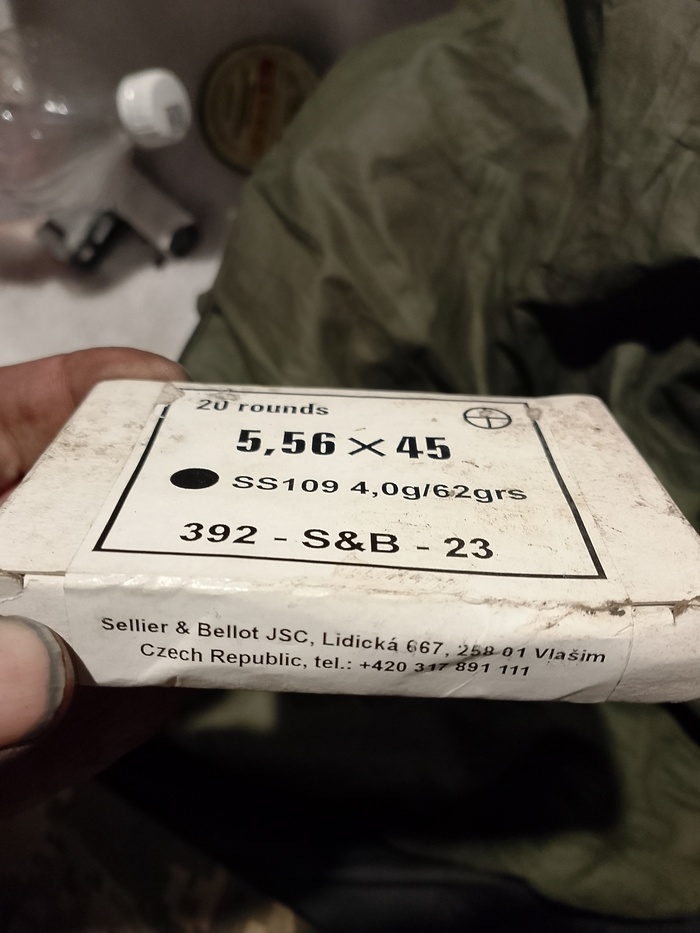 20 rounds
5,56 × 45
SS109 4,0g/62grs
392 - S&B - 23
Sellier & Bellot JSC, Lidická 667, 258 01 Vlašim
Czech Republic, tel.: +420 317 891 111